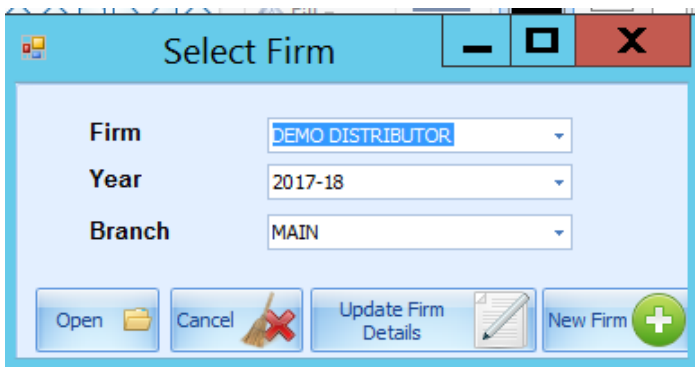 Select Firm
Firm DEMO DISTRIBUTOR
Year 2017-18
Branch MAIN
Open Cancel Update Firm Details New Firm